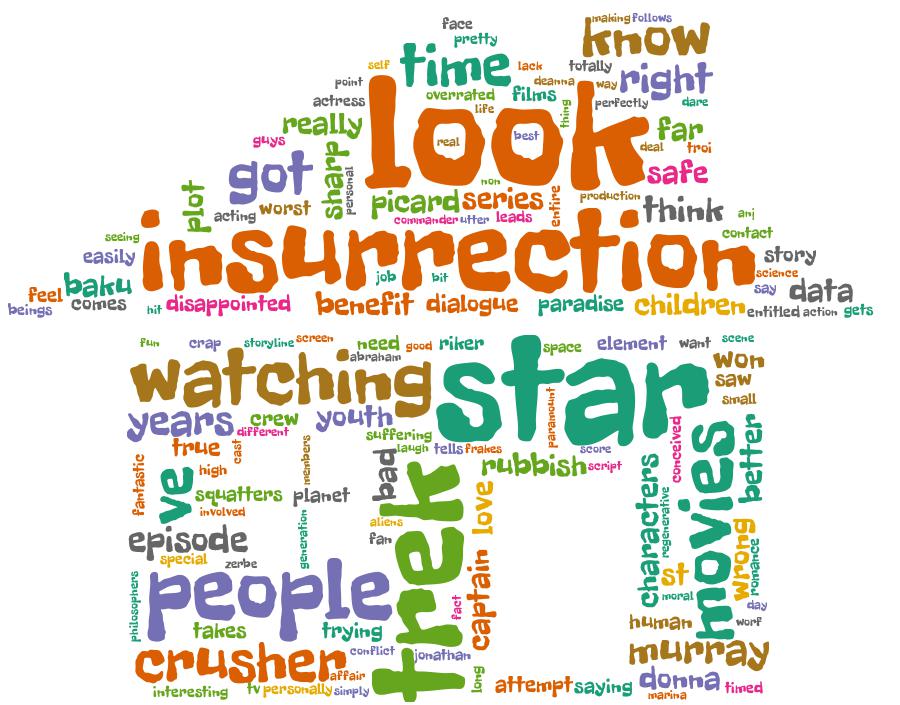 making follows
face
know
pretty
time
self
lack
totally
right
point
deanna
way
overrated
films
actress
perfectly
dare
look
life
thing
really
far
guys
real
best
deal
troi
sharp
got
personal
non
safe
plot
picard series
entire
production
think
acting
worst
commander utter leads
anj
insurrection
seeing
contact
easily
story
job
bit
science
baku
say
data
feel
beings
comes
hit
disappointed
benefit
dialogue
paradise
children
entitled action gets
fun
crap
storyline
screen
need
good
riker
space
element
want
scene
watching
abraham
star
won
saw
small
years
crew
youth
paramount
different
suffering
conceived
movies
better
true
cast
members
laugh
tells
frakes
score
bad
rubbish
script
fantastic
ve
high
squatters
planet
trek
love
characters
regenerative
involved
generation
aliens
fan
episode
wrong
romance
special
zerbe
captain
st
philosophers
people
moral
fact
day
takes
trying
human
worf
crusher
conflict
jonathan
murray
affair
long
interesting
tv personally simply
attempt saying
donna
timed
marina